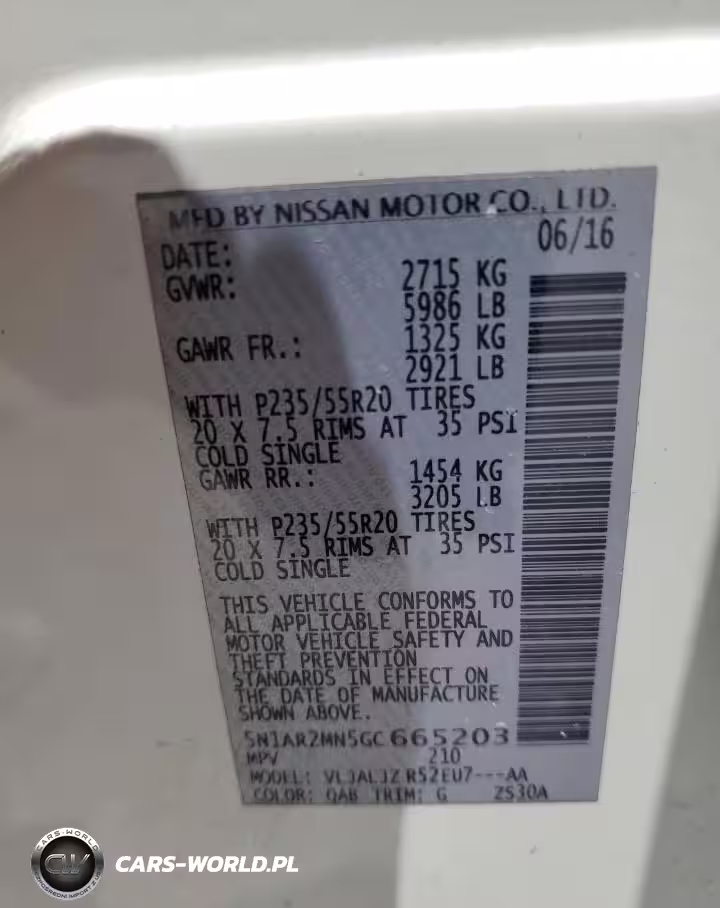 MFD BY NISSAN MOTOR CO., LTD.
DATE: 06/16
GVWR: 2715 KG
5986 LB
GAWR FR.: 1325 KG
2921 LB
WITH P235/55R20 TIRES
20 X 7.5 RIMS AT 35 PSI
COLD SINGLE
GAWR RR.: 1454 KG
3205 LB
WITH P235/55R20 TIRES
20 X 7.5 RIMS AT 35 PSI
COLD SINGLE
THIS VEHICLE CONFORMS TO
ALL APPLICABLE FEDERAL
MOTOR VEHICLE SAFETY AND
THEFT PREVENTION
STANDARDS IN EFFECT ON
THE DATE OF MANUFACTURE
SHOWN ABOVE.
5N1AR2MN5GC665203
MPV 210
MODEL: VLJALJZ R52EU7---AA
COLOR: QAB TRIM: G 2S30A
CARS-WORLD.PL